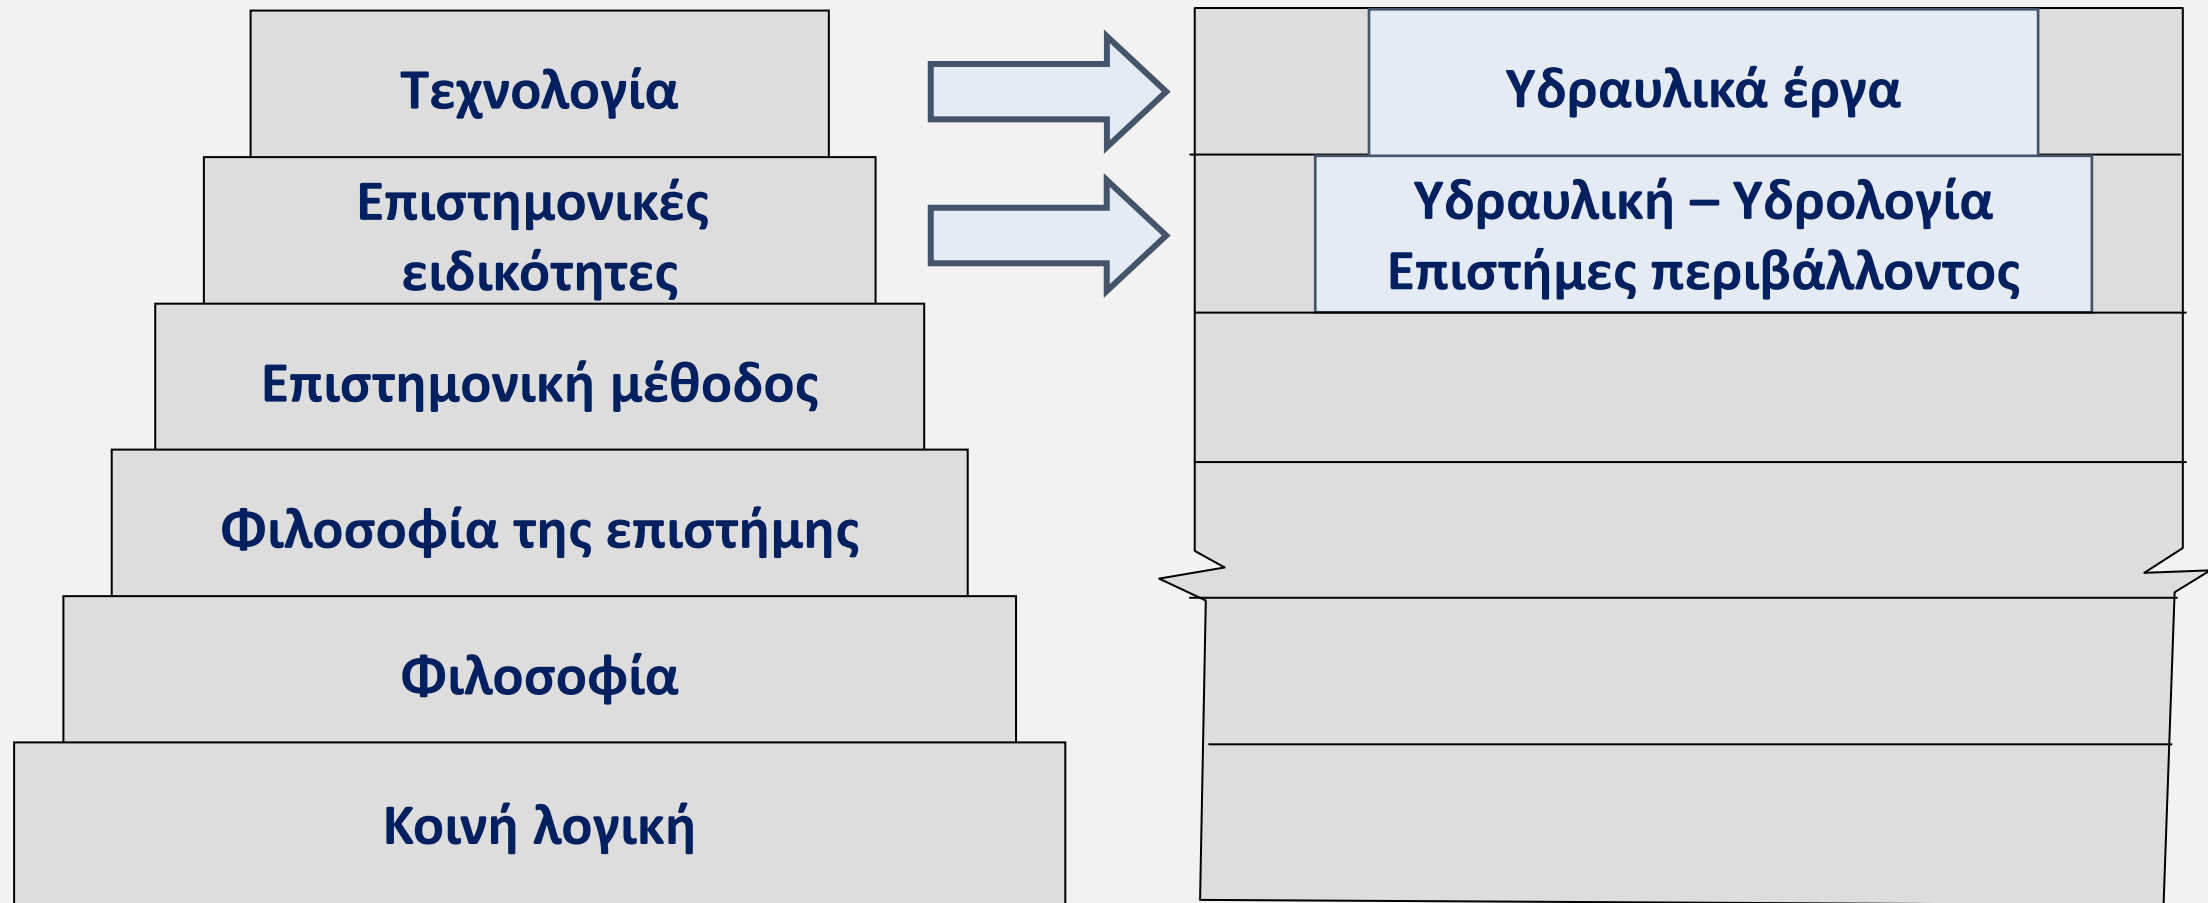 Τεχνολογία
Επιστημονικές
ειδικότητες
Επιστημονική μέθοδος
Φιλοσοφία της επιστήμης
Φιλοσοφία
Κοινή λογική
Υδραυλικά έργα
Υδραυλική – Υδρολογία
Επιστήμες περιβάλλοντος